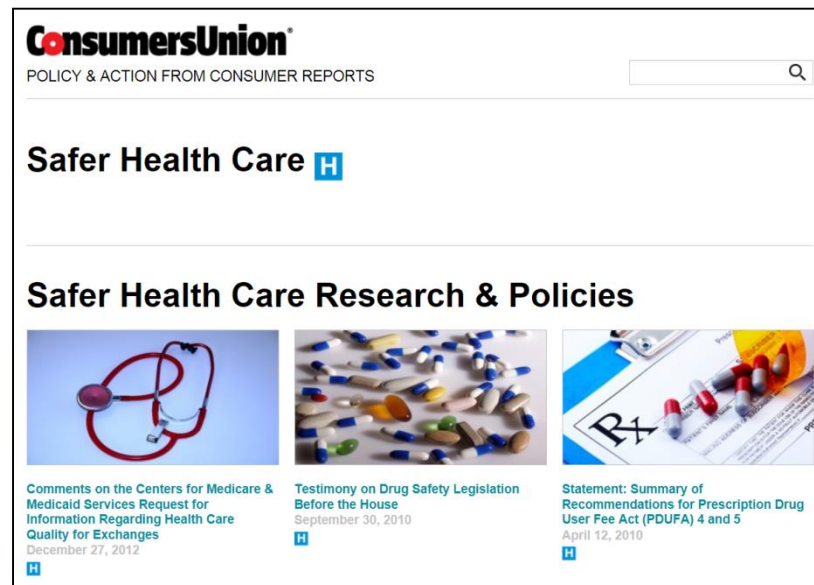 ConsumersUnion®
POLICY & ACTION FROM CONSUMER REPORTS
Safer Health Care H
Safer Health Care Research & Policies
Comments on the Centers for Medicare &
Medicaid Services Request for
Information Regarding Health Care
Quality for Exchanges
December 27, 2012
H
Testimony on Drug Safety Legislation
Before the House
September 30, 2010
H
Rx
Statement: Summary of
Recommendations for Prescription Drug
User Fee Act (PDUFA) 4 and 5
April 12, 2010
H